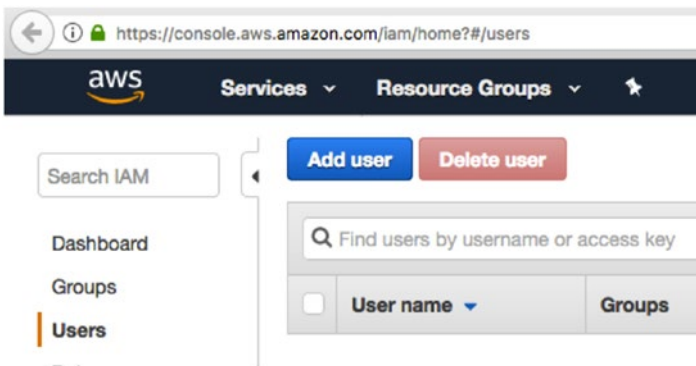 https://console.aws.amazon.com/iam/home?#/users
aws Services Resource Groups
Add user Delete user
Search IAM
Find users by username or access key
Dashboard
Groups
User name Groups
Users